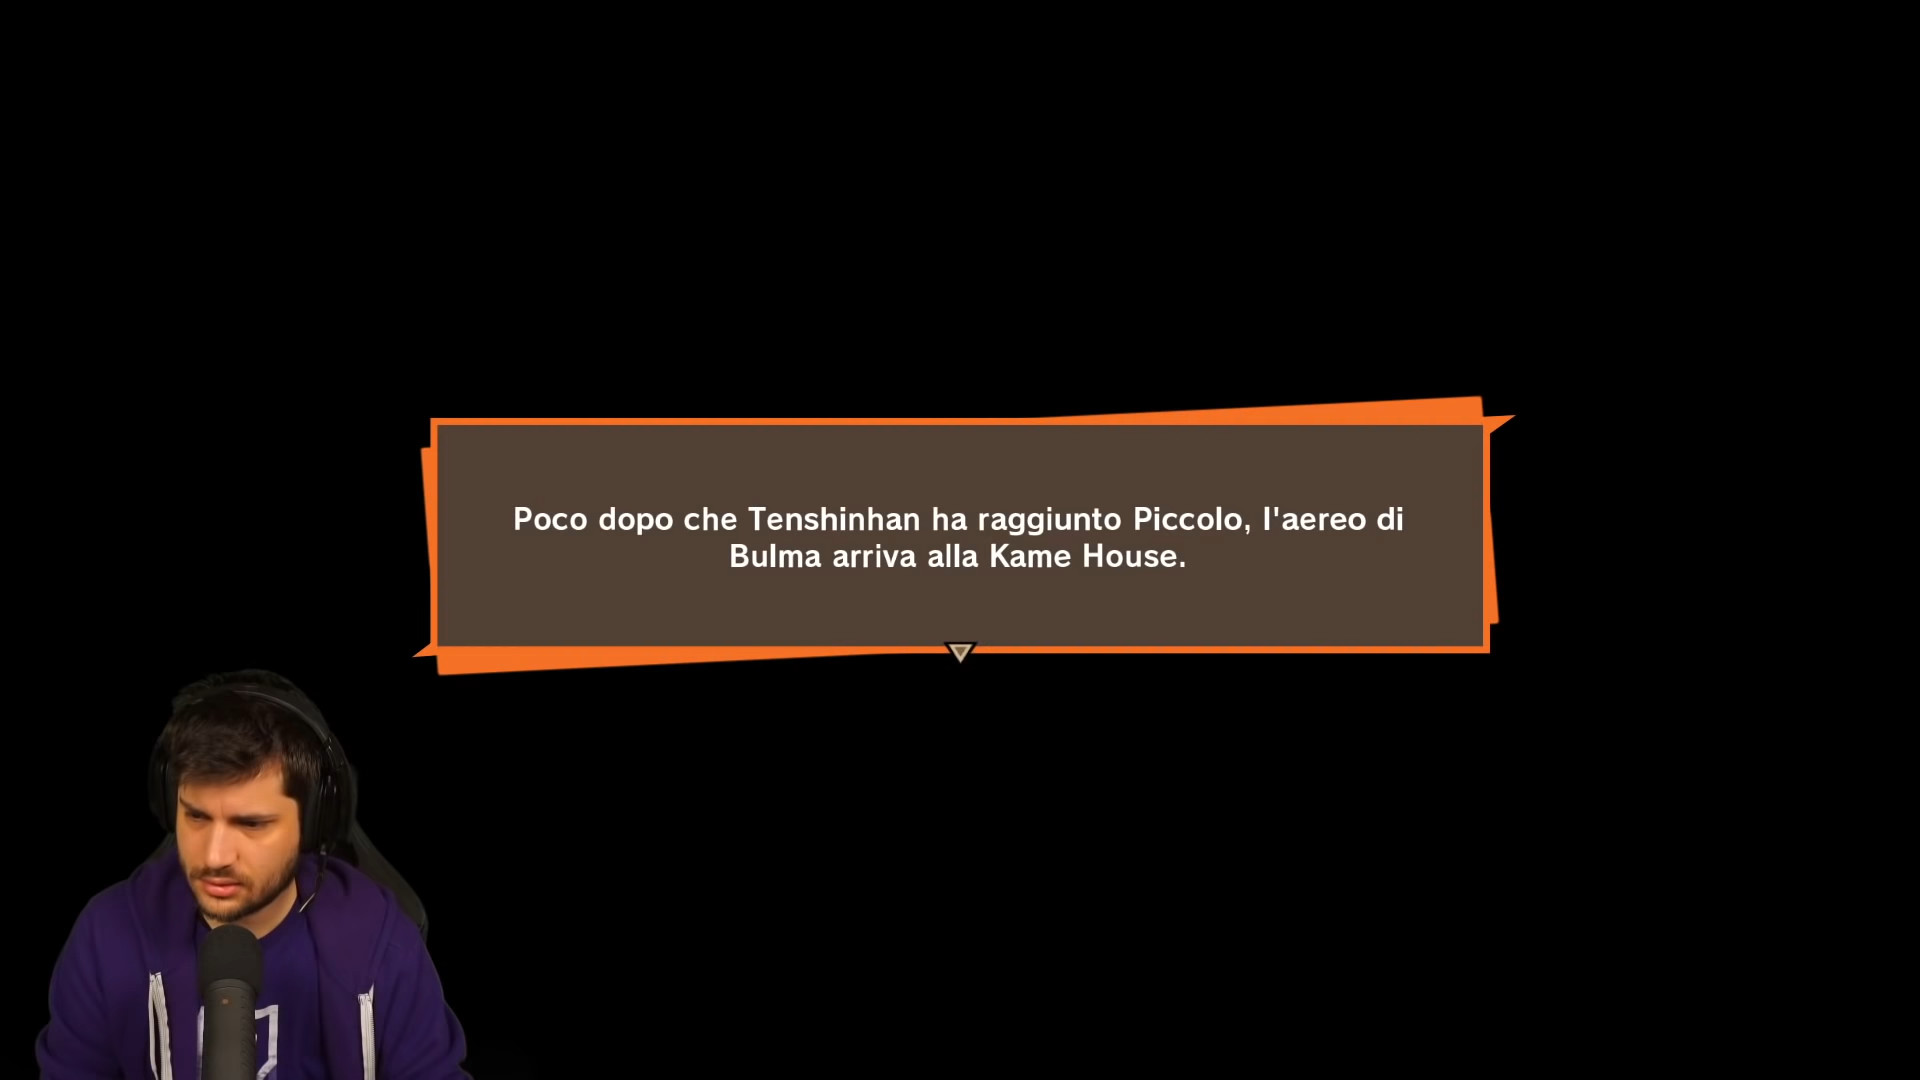 Poco dopo che Tenshinhan ha raggiunto Piccolo, l'aereo di
Bulma arriva alla Kame House.